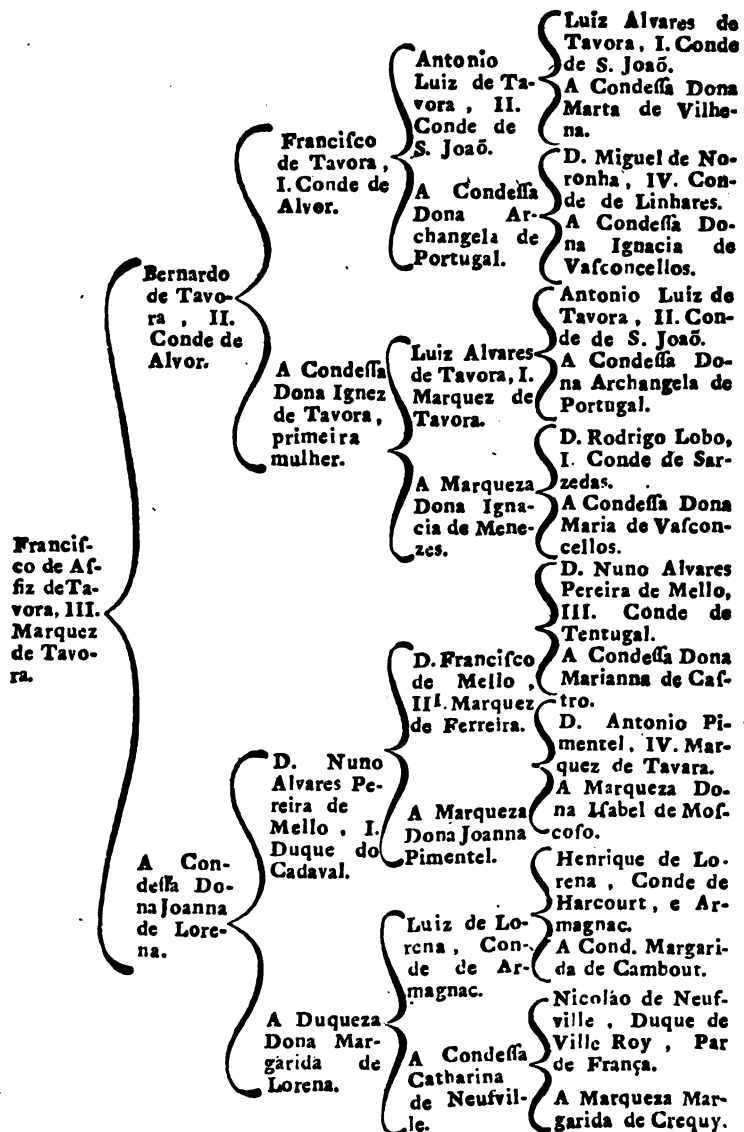 Francisco
co de As-
fiz de Ta-
vora, III.
Marquez
de Tavo-
ra.
Bernardo
de Tavo-
ra , II.
Conde de
Alvor.
A Con-
dessa Do-
na Joanna
de Lore-
na.
Francisco
de Tavora ,
I. Conde de
Alvor.
A Condessa
Dona Ignez
de Tavora ,
primeira
mulher.
D. Nuno
Alvares Pe-
reira de
Mello , I.
Duque do
Cadaval.
A Duqueza
Dona Mar-
garida de
Lorena.
Antonio
Luiz de Ta-
vora , II.
Conde de
S. Joaõ.
A Condessa
Dona Ar-
changela de
Portugal.
Luiz Alvares
de Tavora, I.
Marquez de
Tavora.
A Marqueza
Dona Igna-
cia de Mene-
zes.
D. Francisco
de Mello ,
III. Marquez
de Ferreira.
A Marqueza
Dona Joanna
Pimentel.
Luiz de Lo-
rena , Con-
de de Ar-
magnac.
A Condessa
Catharina
de Neufvil-
le.
Luiz Alvares de
Tavora , I. Conde
de S. Joaõ.
A Condessa Dona
Marta de Vilhe-
na.
D. Miguel de No-
ronha , IV. Con-
de de Linhares.
A Condessa Do-
na Ignacia de
Vasconcellos.
Antonio Luiz de
Tavora , II. Con-
de de S. Joaõ.
A Condessa Do-
na Archangela de
Portugal.
D. Rodrigo Lobo,
I. Conde de Sar-
zedas.
A Condessa Dona
Maria de Vascon-
cellos.
D. Nuno Alvares
Pereira de Mello,
III. Conde de
Tentugal.
A Condessa Dona
Marianna de Cas-
tro.
D. Antonio Pi-
mentel , IV. Mar-
quez de Tavara.
A Marqueza Do-
na Isabel de Mos-
coso.
Henrique de Lo-
rena , Conde de
Harcourt , e Ar-
magnac.
A Cond. Margari-
da de Cambout.
Nicoláo de Neuf-
ville , Duque de
Ville Roy , Par
de França.
A Marqueza Mar-
garida de Crequy.